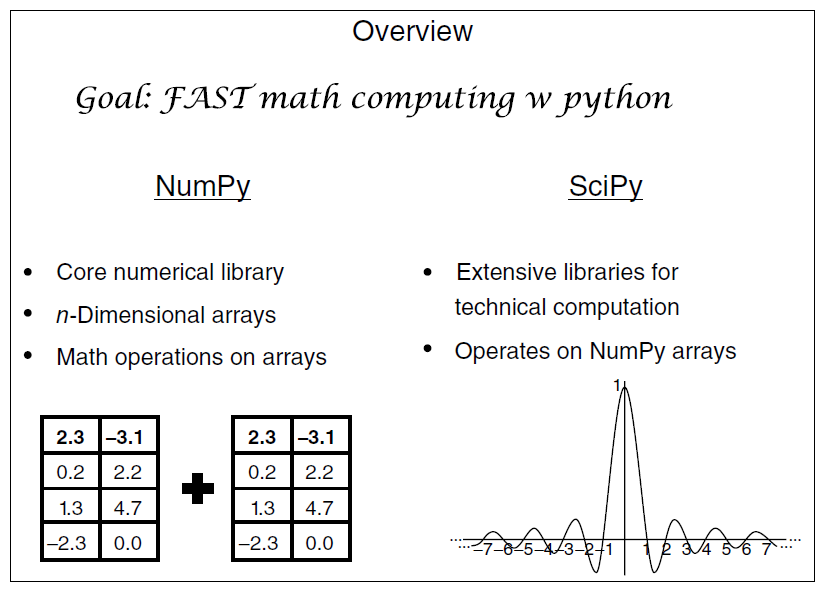 Overview
Goal: FAST math computing w python
NumPy
• Core numerical library
• n-Dimensional arrays
• Math operations on arrays
2.3 –3.1
0.2 2.2
1.3 4.7
–2.3 0.0
+
2.3 –3.1
0.2 2.2
1.3 4.7
–2.3 0.0
SciPy
• Extensive libraries for
technical computation
• Operates on NumPy arrays
1
... –7–6–5–4–3–2–1 1 2 3 4 5 6 7 ...